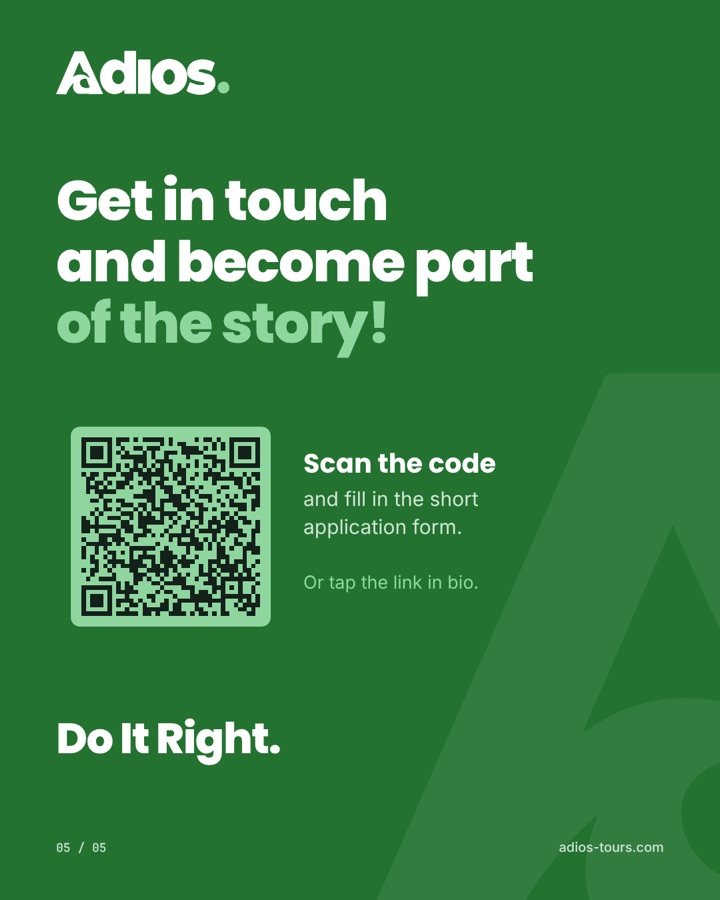 Adios.
Get in touch
and become part
of the story!
Scan the code
and fill in the short
application form.
Or tap the link in bio.
Do It Right.
05 / 05
adios-tours.com